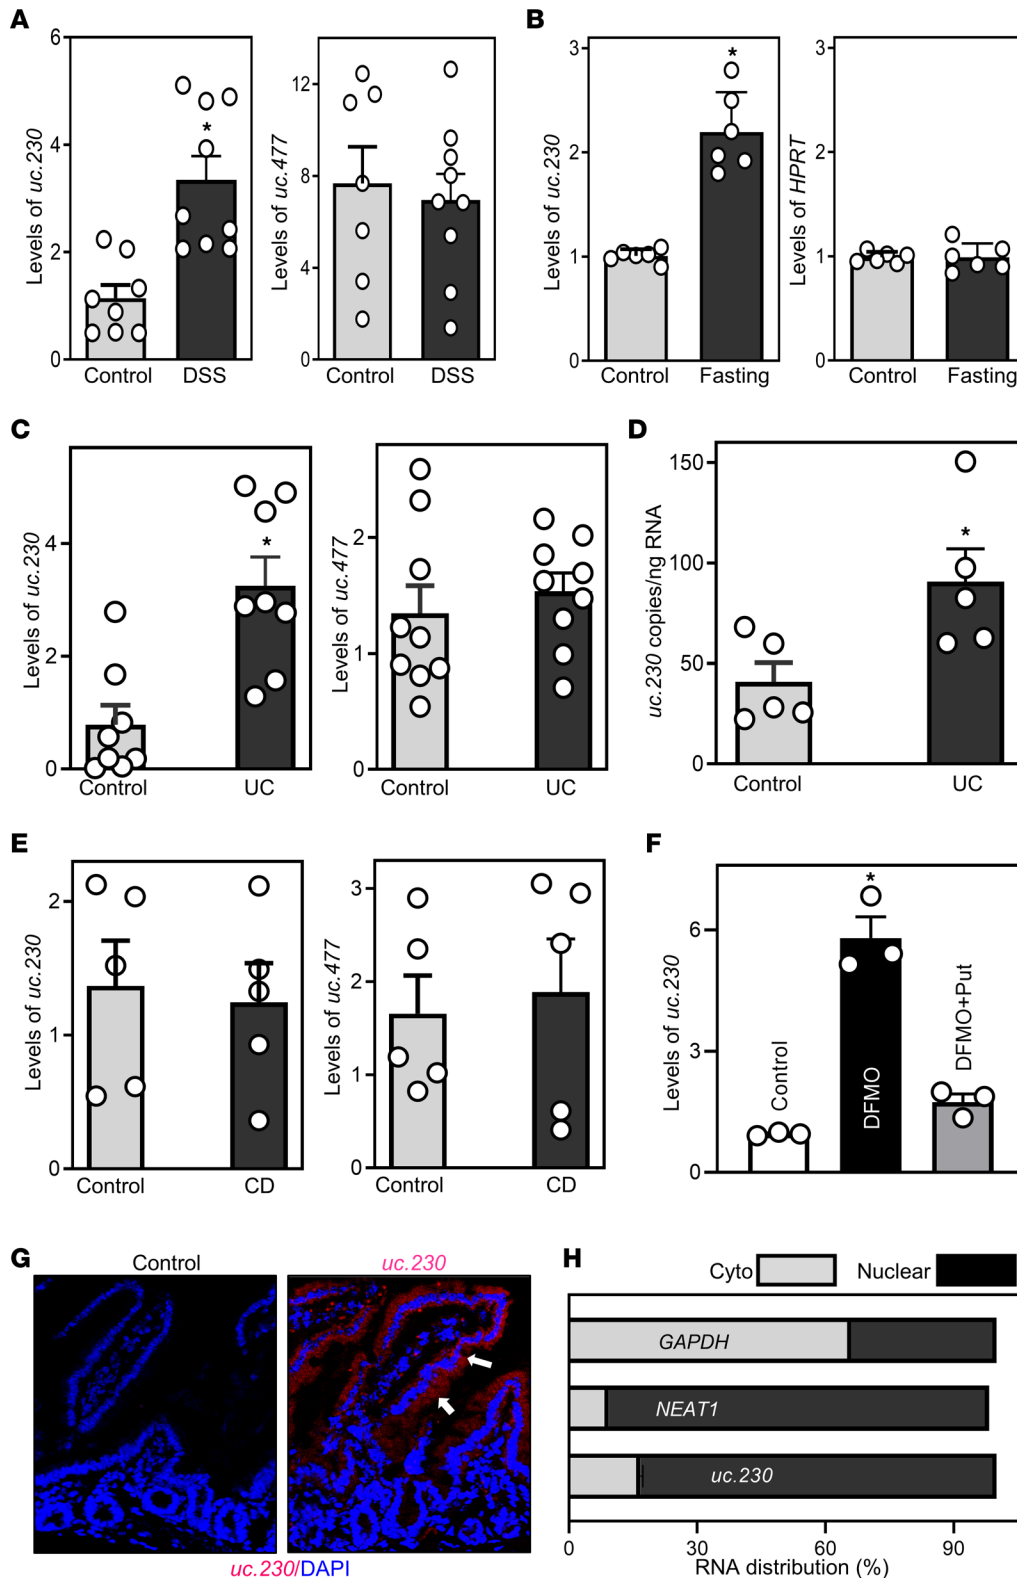 A
B
Levels of uc.230
6
4
2
0
*
Control
DSS
Levels of uc.477
12
8
4
0
Control
DSS
Levels of uc.230
3
2
1
0
*
Control
Fasting
Levels of HPRT
3
2
1
0
Control
Fasting
C
D
Levels of uc.230
4
2
0
*
Control
UC
Levels of uc.477
2
1
0
Control
UC
uc.230 copies/ng RNA
150
100
50
0
*
Control
UC
E
F
Levels of uc.230
2
1
0
Control
CD
Levels of uc.477
3
2
1
0
Control
CD
Levels of uc.230
6
3
0
*
Control
DFMO
DFMO+Put
G
Control
uc.230
uc.230/DAPI
H
Cyto
Nuclear
GAPDH
NEAT1
uc.230
0
30
60
90
RNA distribution (%)